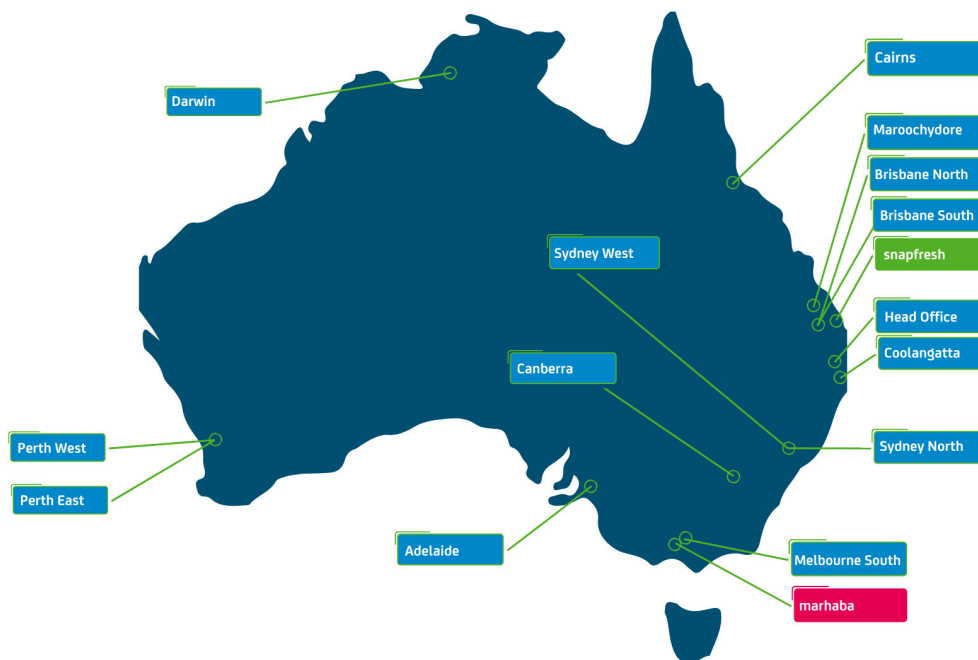 Cairns
Darwin
Maroochydore
Brisbane North
Brisbane South
Sydney West
snapfresh
Head Office
Coolangatta
Canberra
Perth West
Sydney North
Perth East
Adelaide
Melbourne South
marhaba